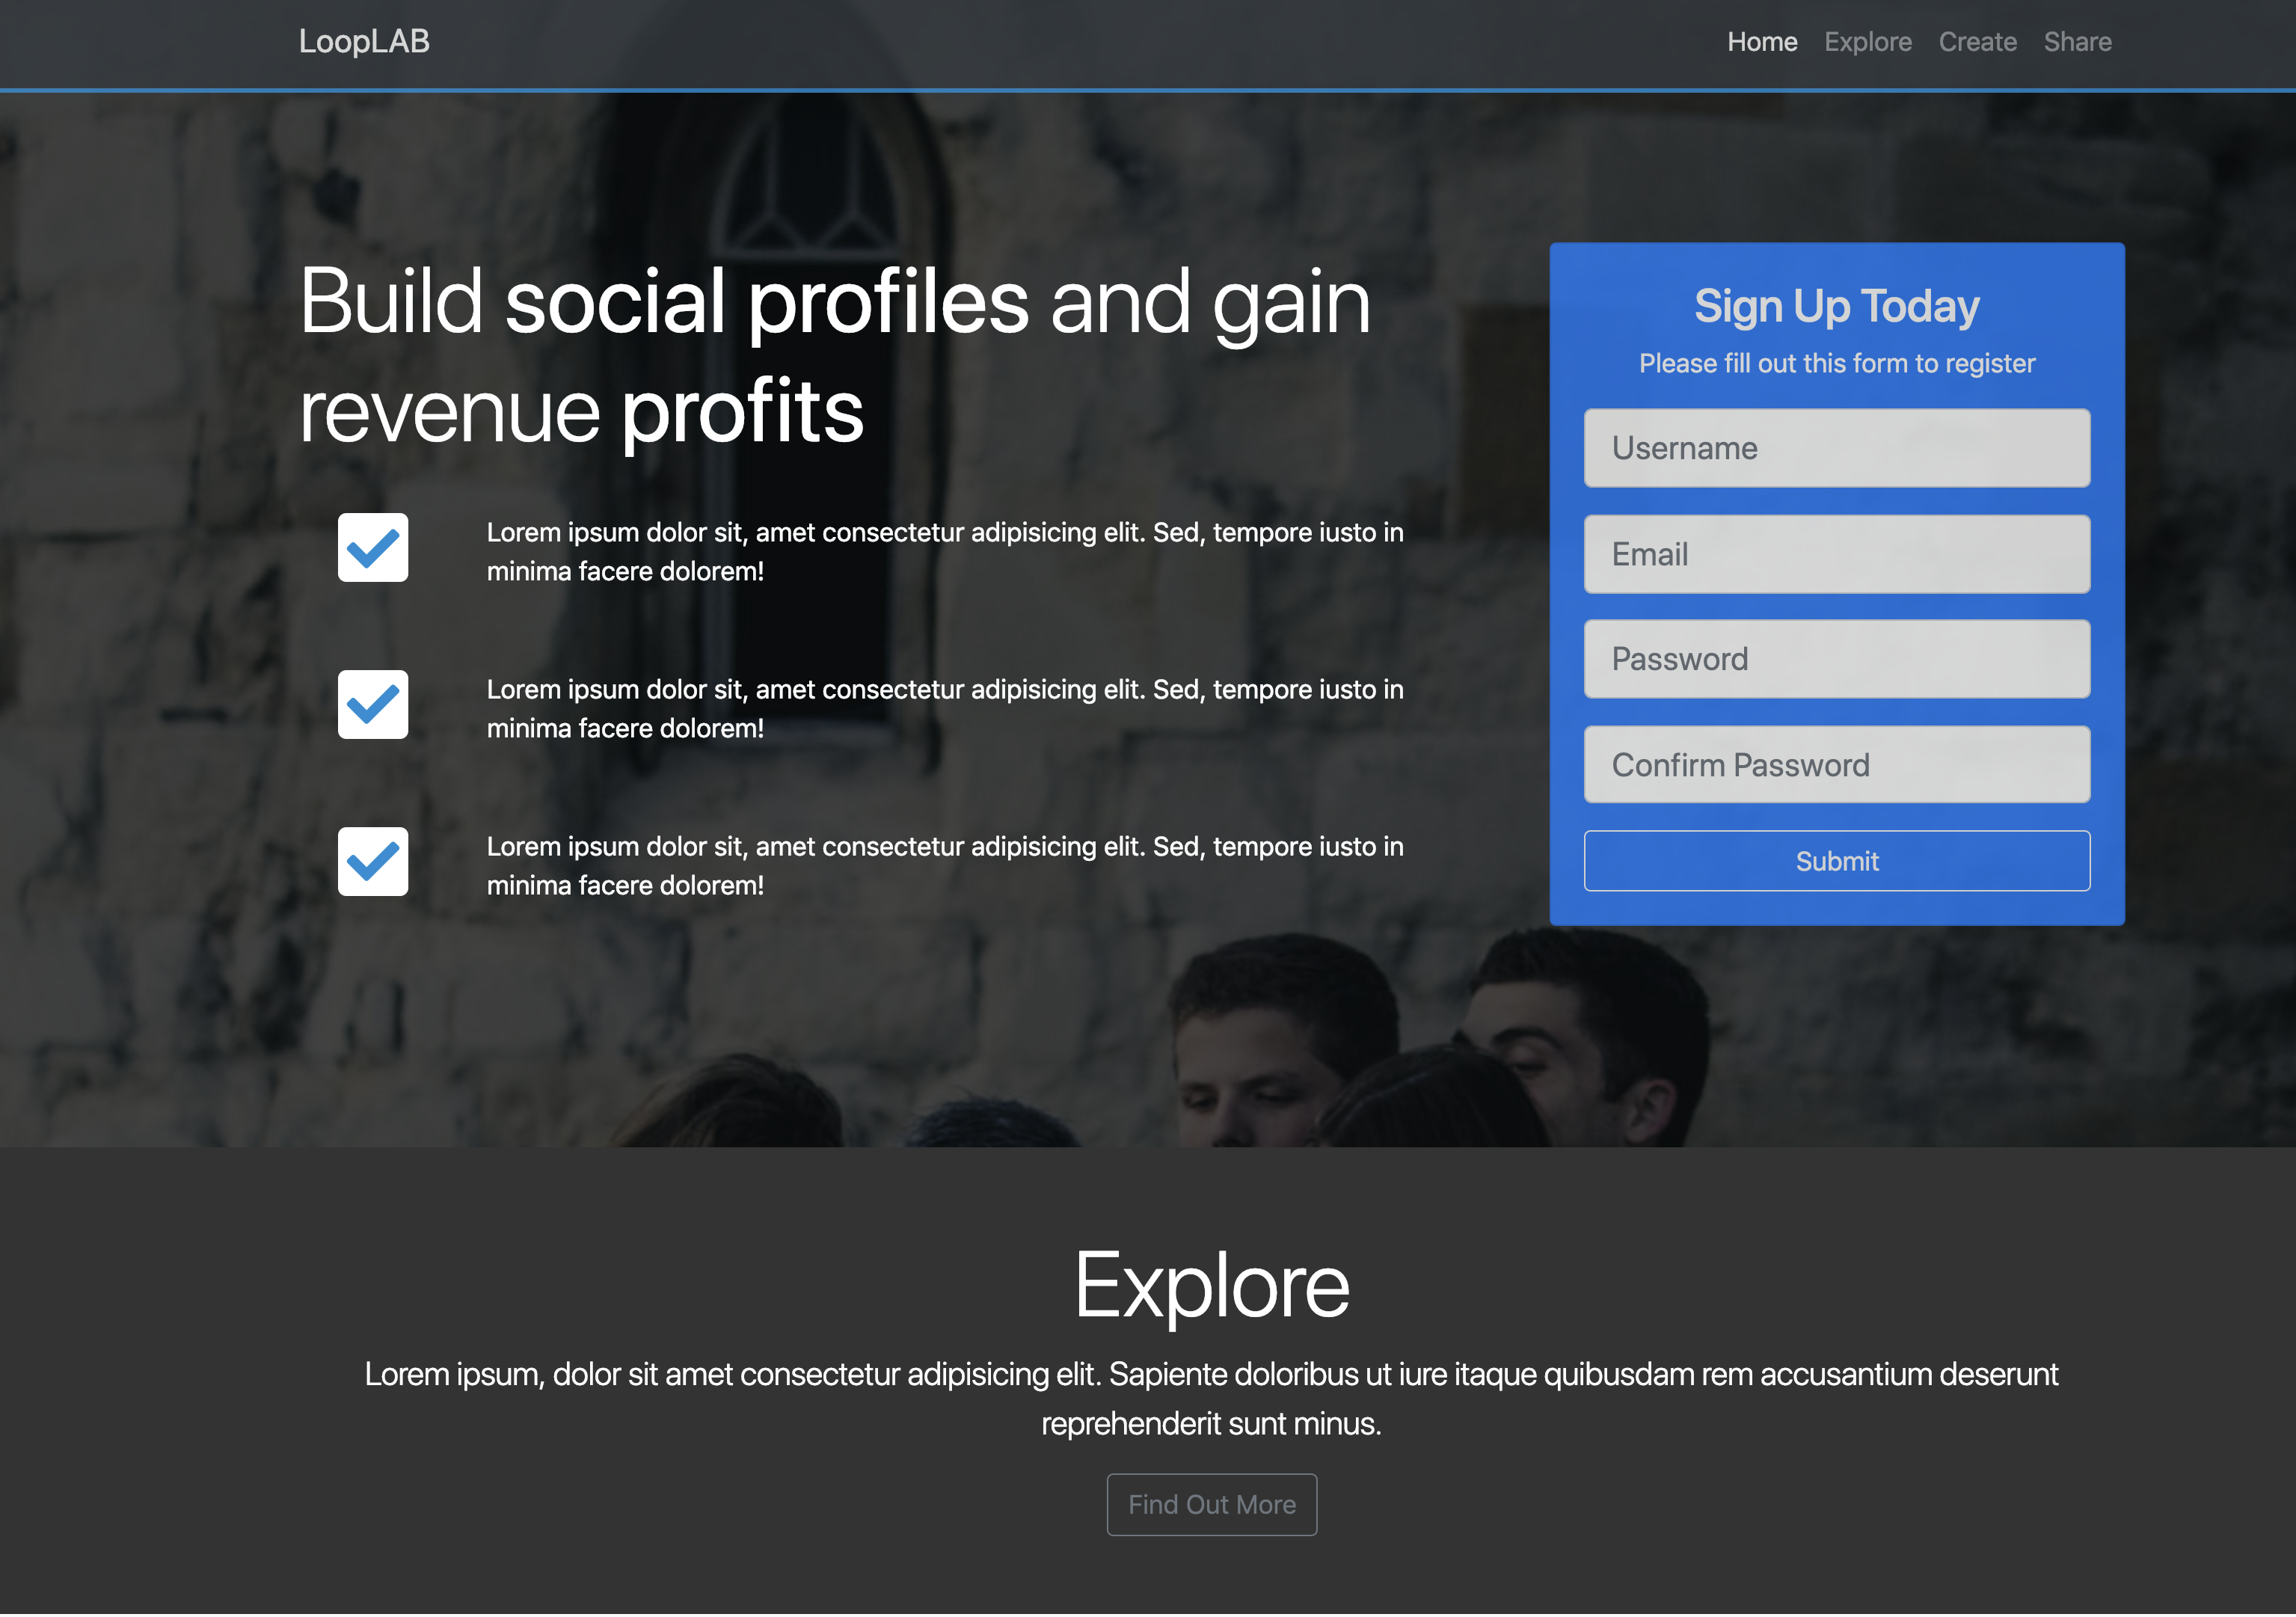 LoopLAB
Home Explore Create Share
Build social profiles and gain
revenue profits
Lorem ipsum dolor sit, amet consectetur adipisicing elit. Sed, tempore iusto in
minima facere dolorem!
Lorem ipsum dolor sit, amet consectetur adipisicing elit. Sed, tempore iusto in
minima facere dolorem!
Lorem ipsum dolor sit, amet consectetur adipisicing elit. Sed, tempore iusto in
minima facere dolorem!
Sign Up Today
Please fill out this form to register
Username
Email
Password
Confirm Password
Submit
Explore
Lorem ipsum, dolor sit amet consectetur adipisicing elit. Sapiente doloribus ut iure itaque quibusdam rem accusantium deserunt
reprehenderit sunt minus.
Find Out More